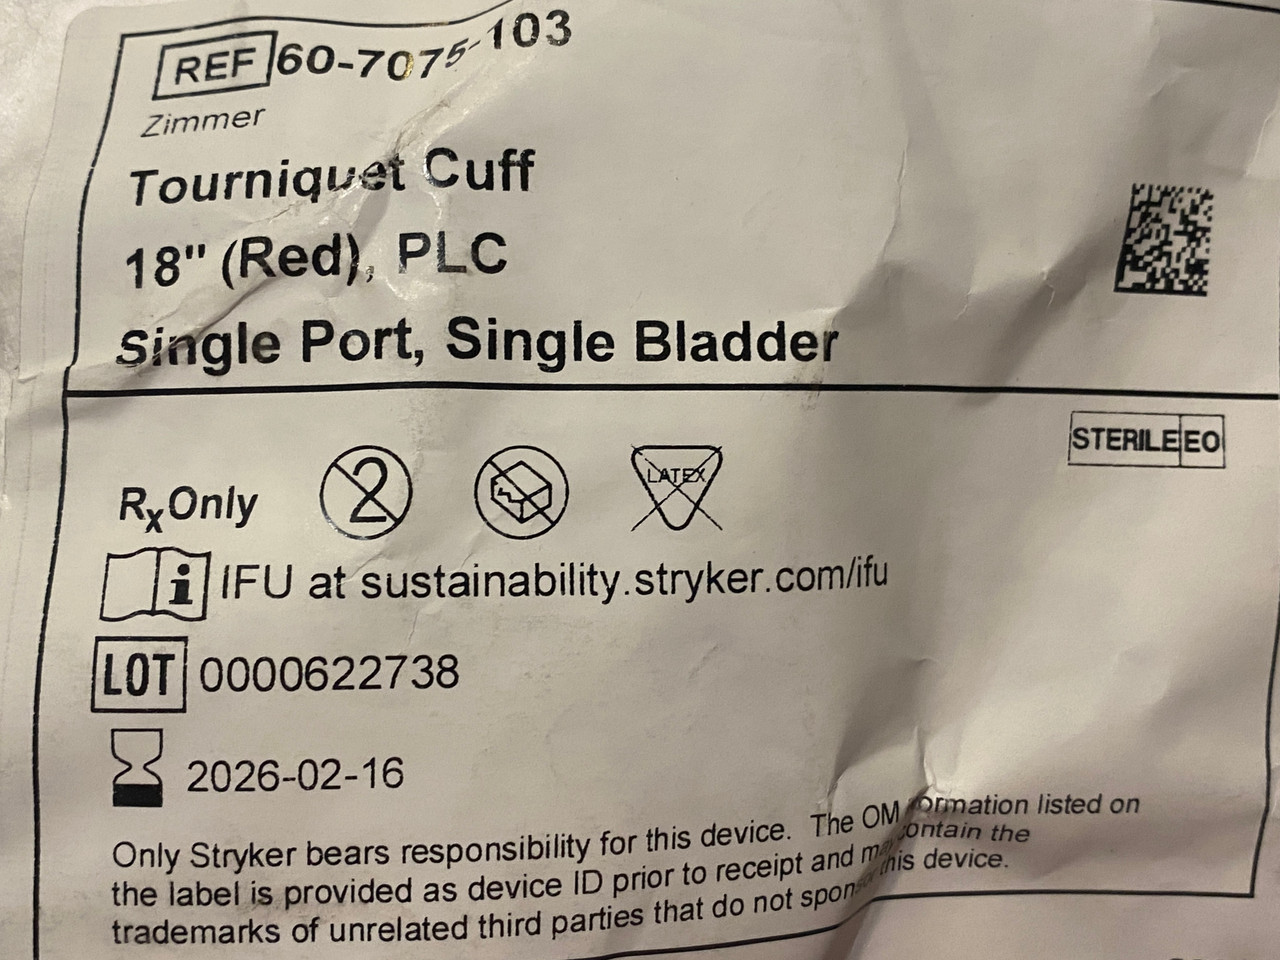 REF 60-7075-103
Zimmer
Tourniquet Cuff
18" (Red), PLC
Single Port, Single Bladder
STERILE EO
Rx Only
2
LATEX
i IFU at sustainability.stryker.com/ifu
LOT 0000622738
2026-02-16
Only Stryker bears responsibility for this device. The OM ormation listed on
the label is provided as device ID prior to receipt and contain the
trademarks of unrelated third parties that do not this device.